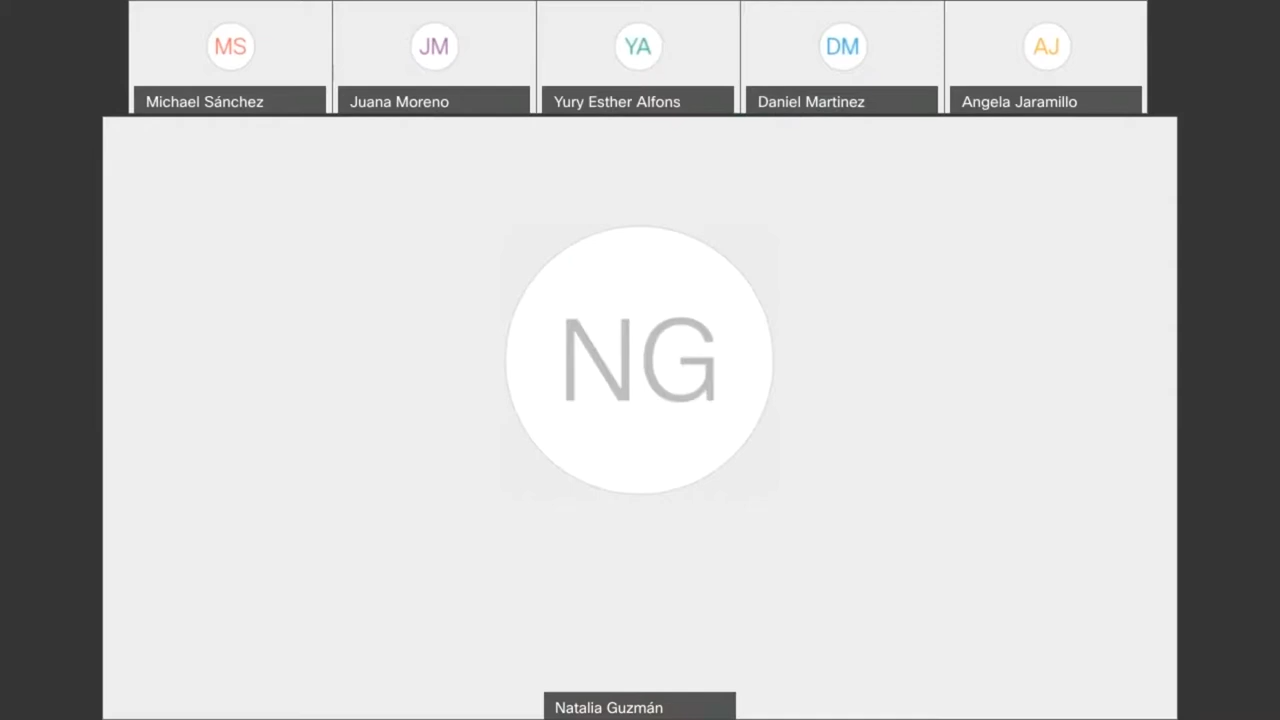 MS
JM
YA
DM
AJ
Michael Sánchez
Juana Moreno
Yury Esther Alfons
Daniel Martinez
Angela Jaramillo
NG
Natalia Guzmán